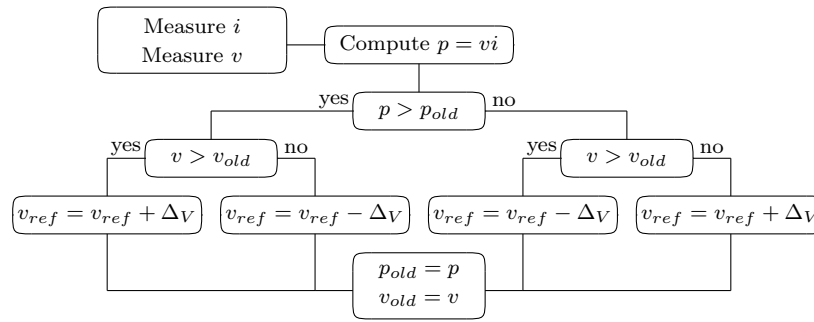 Measure i
Measure v
Compute p = vi
yes
p > p_old
no
yes
v > v_old
no
yes
v > v_old
no
v_ref = v_ref + Δ_V
v_ref = v_ref − Δ_V
v_ref = v_ref − Δ_V
v_ref = v_ref + Δ_V
p_old = p
v_old = v